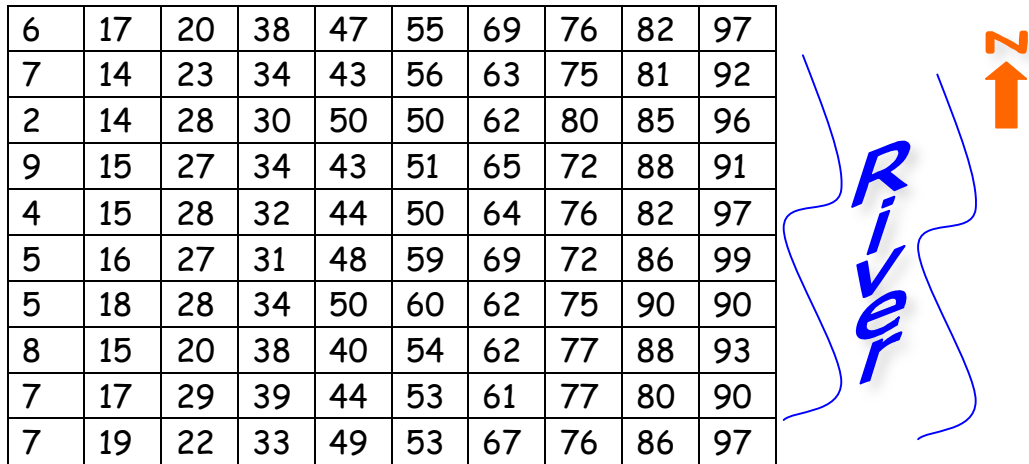 6 17 20 38 47 55 69 76 82 97
7 14 23 34 43 56 63 75 81 92
2 14 28 30 50 50 62 80 85 96
9 15 27 34 43 51 65 72 88 91
4 15 28 32 44 50 64 76 82 97
5 16 27 31 48 59 69 72 86 99
5 18 28 34 50 60 62 75 90 90
8 15 20 38 40 54 62 77 88 93
7 17 29 39 44 53 61 77 80 90
7 19 22 33 49 53 67 76 86 97
River
N